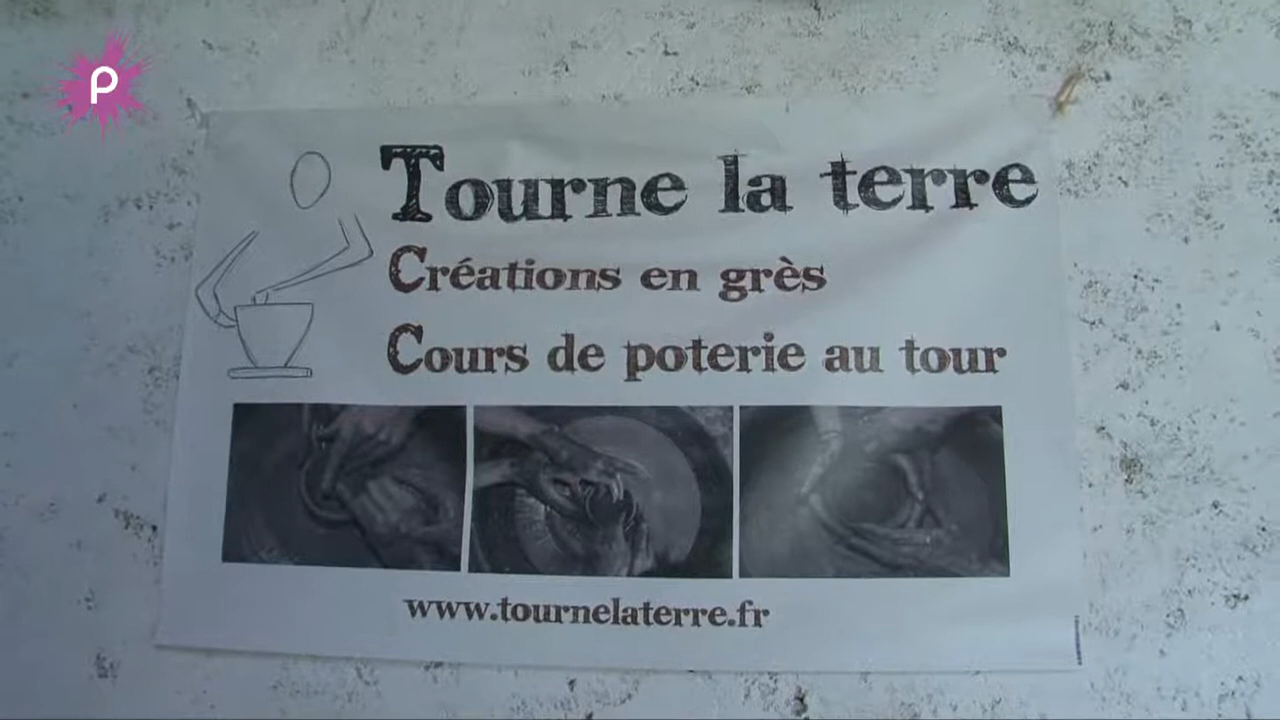 P
Tourne la terre
Créations en grès
Cours de poterie au tour
www.tournelaterre.fr